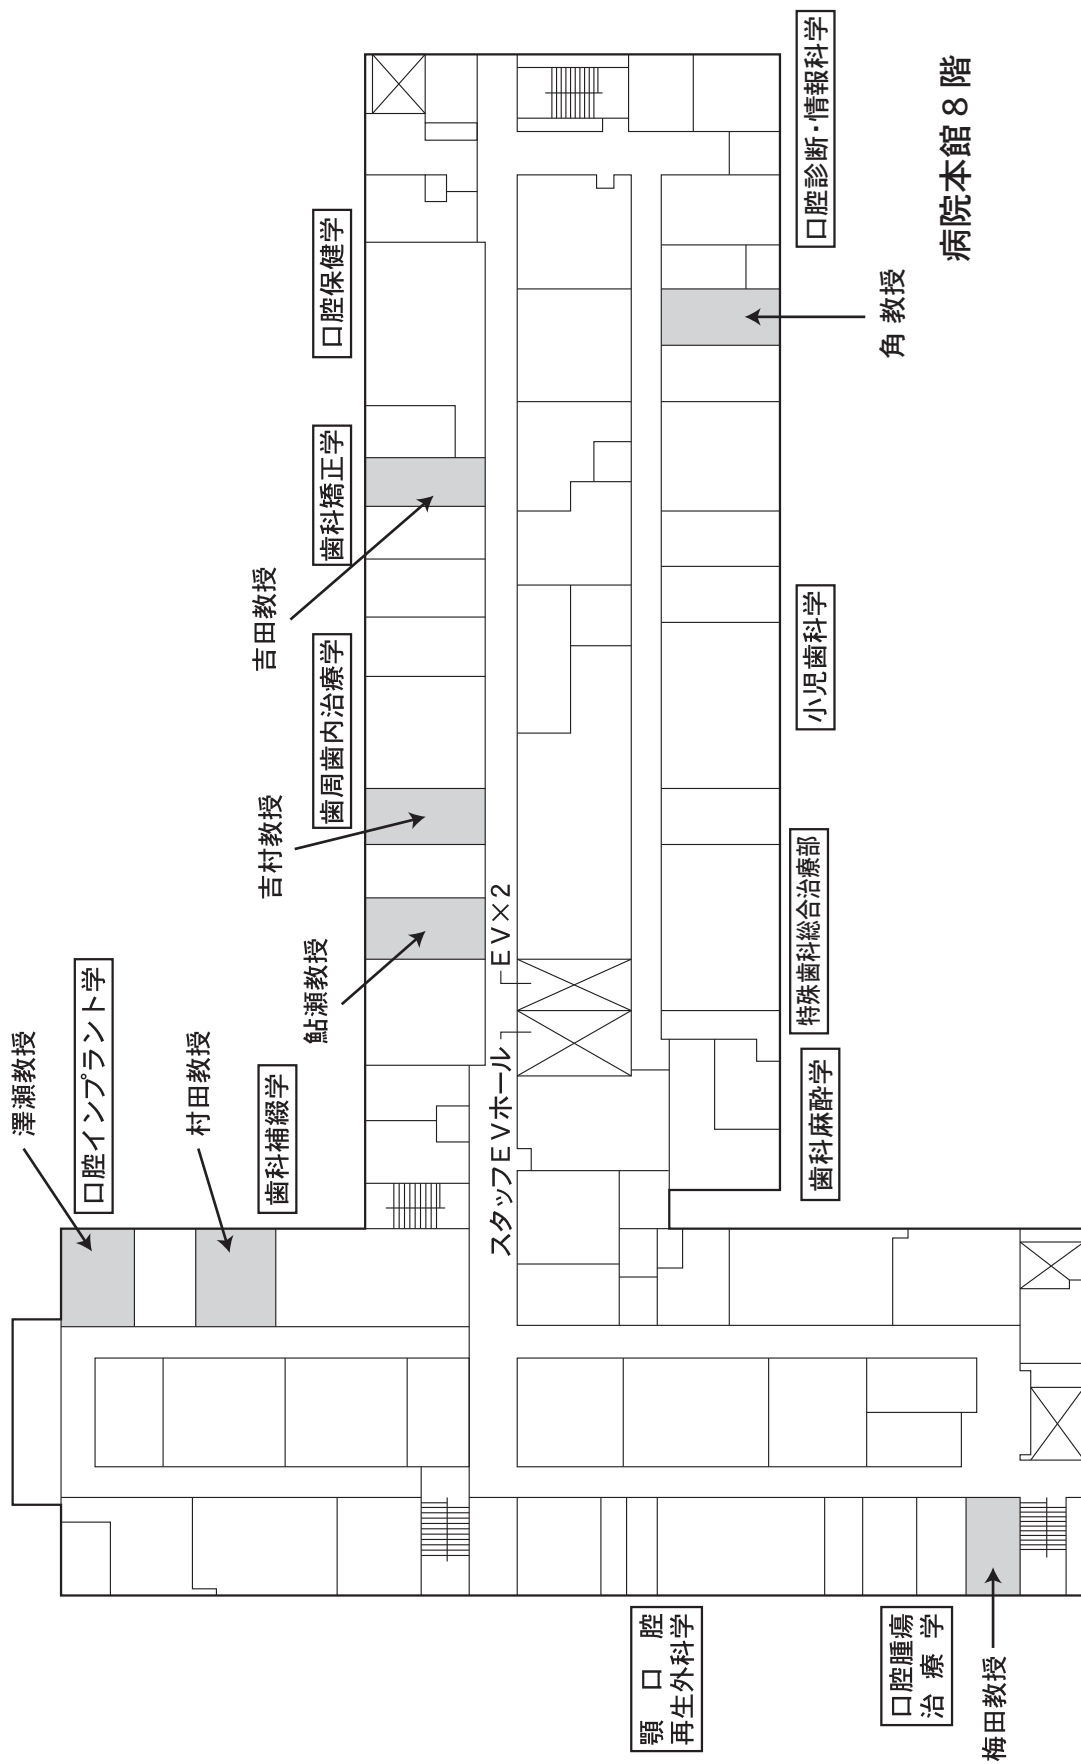 澤瀬教授
口腔インプラント学
村田教授
歯科補綴学
鮎瀬教授
吉村教授
歯周歯内治療学
吉田教授
歯科矯正学
口腔保健学
スタッフEVホール
EV×2
顎口腔
再生外科学
口腔腫瘍
治療学
梅田教授
歯科麻酔学
特殊歯科総合治療部
小児歯科学
角 教授
口腔診断・情報科学
病院本館8階